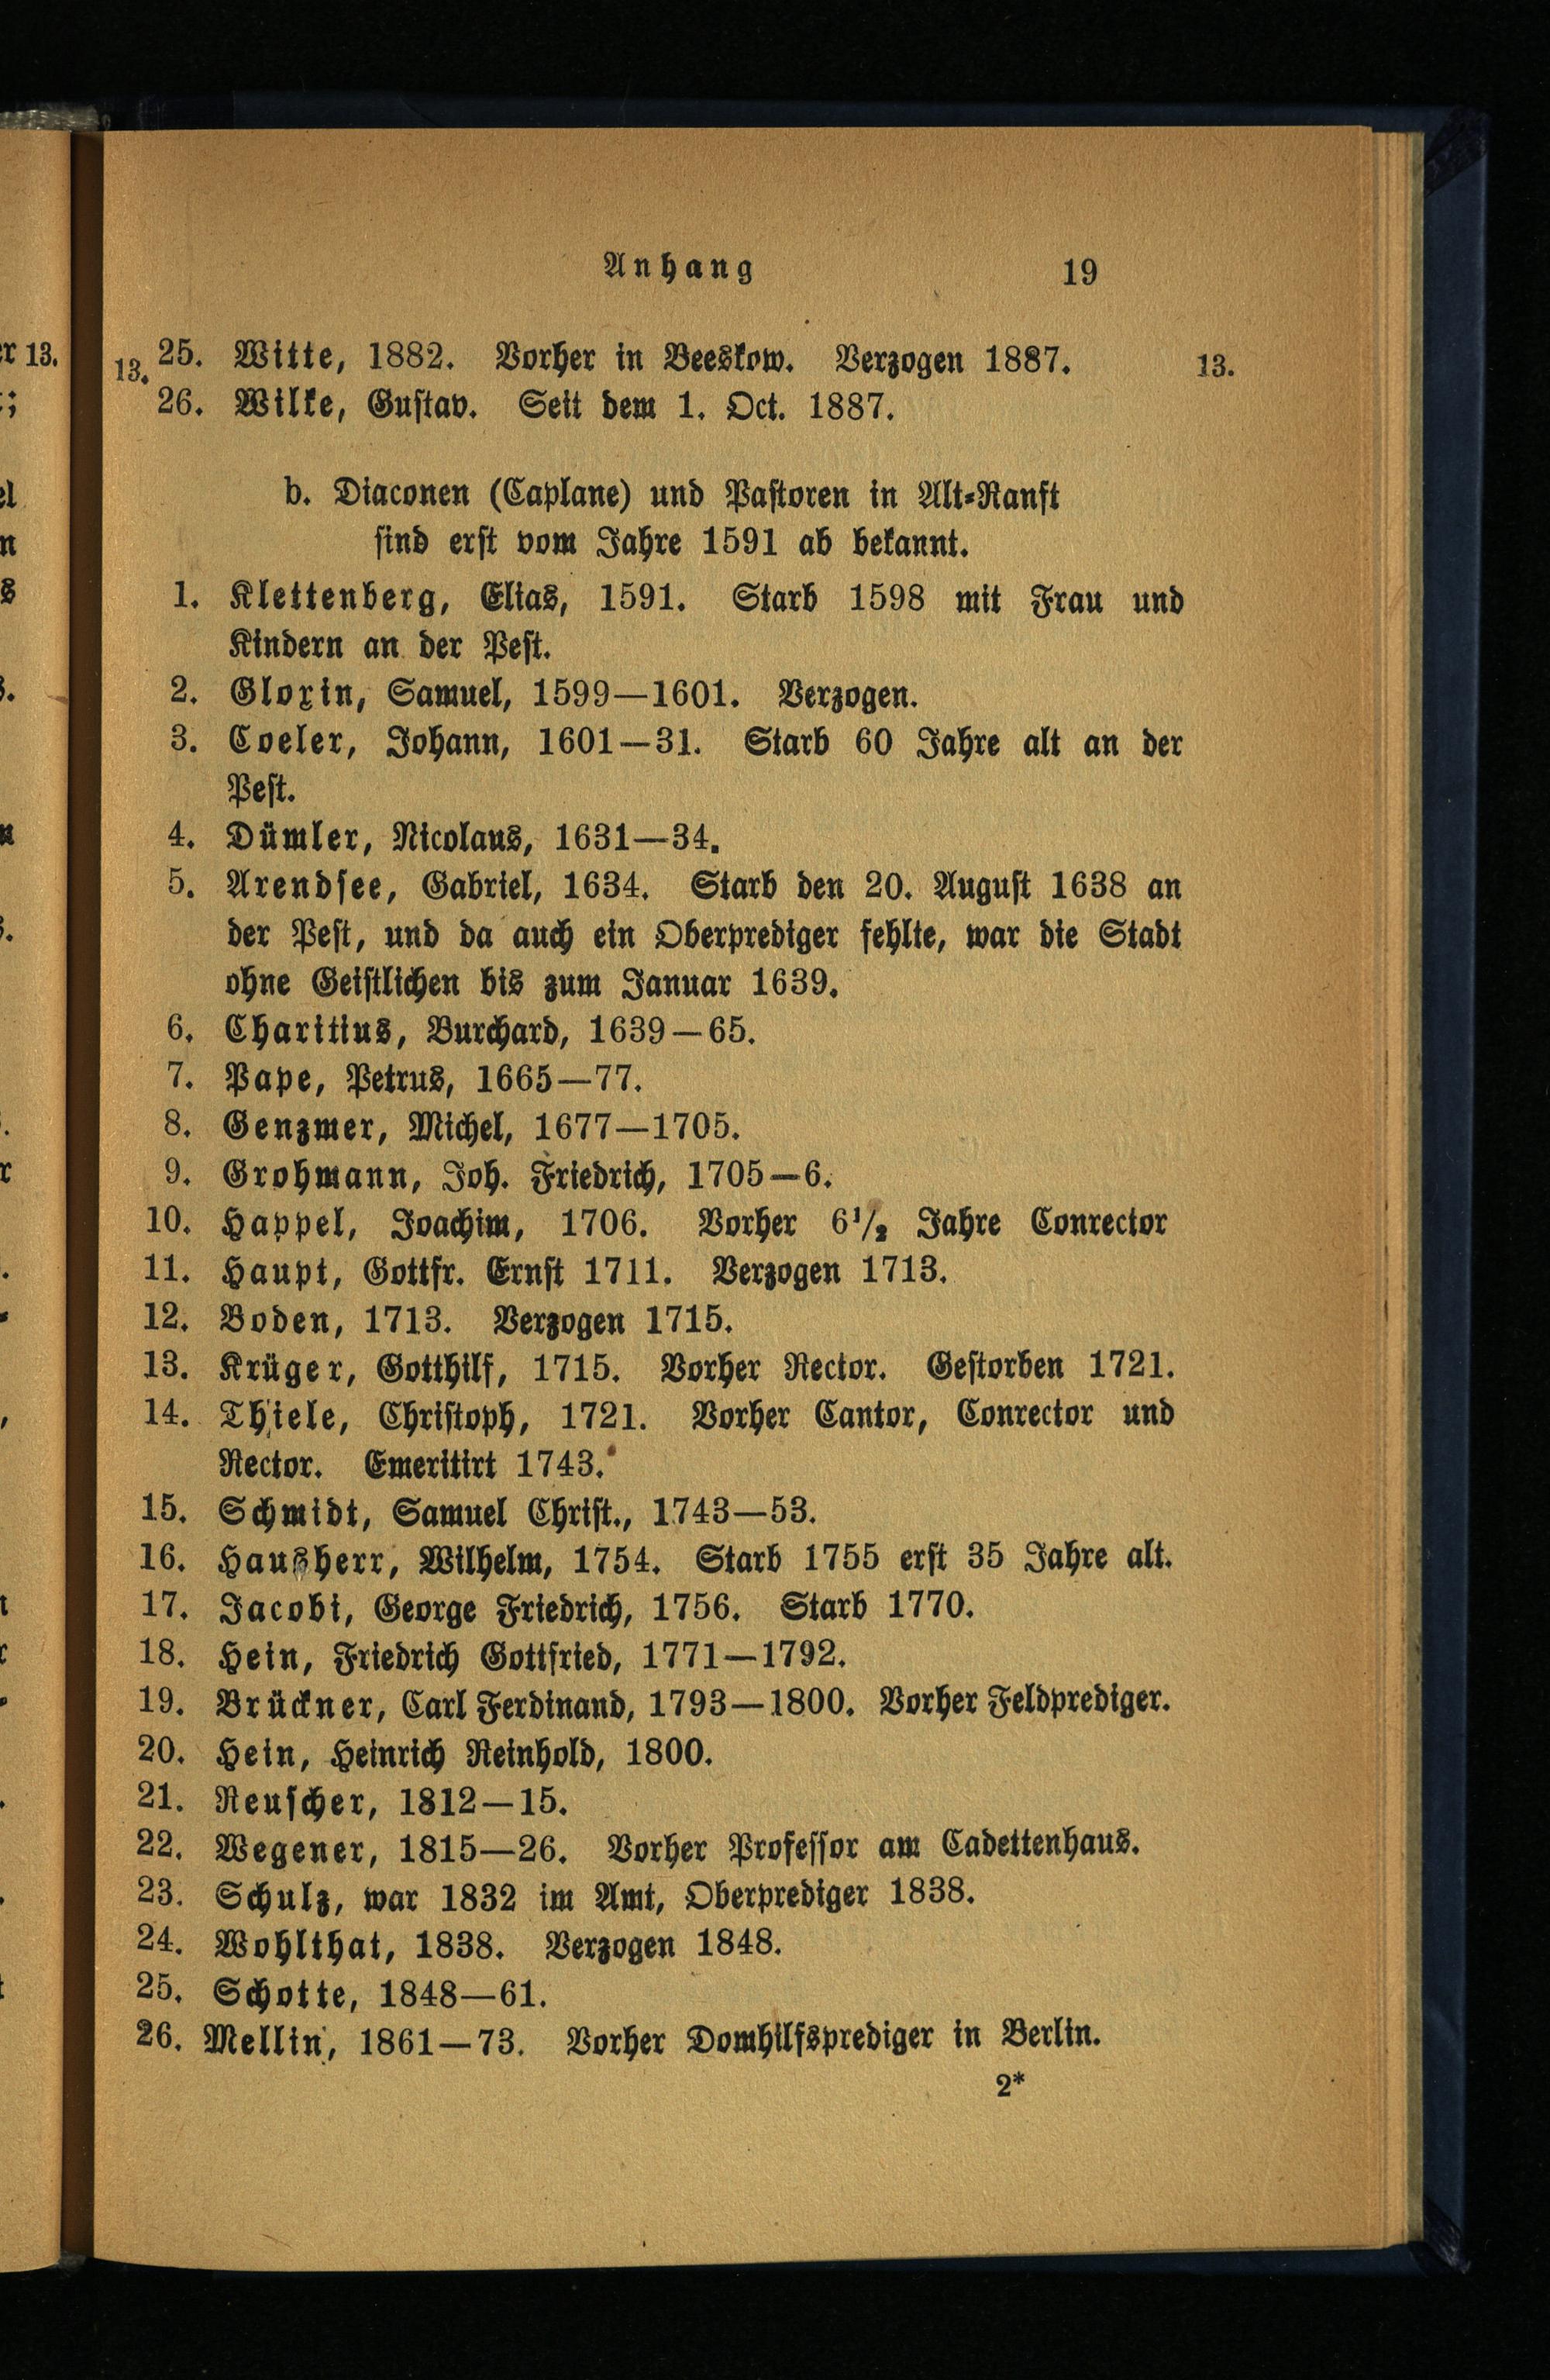 Anhang 19
13. 25. Witte, 1882. Vorher in Beeskow. Verzogen 1887. 13.
26. Wilke, Gustav. Seit dem 1. Oct. 1887.
b. Diaconen (Caplane) und Pastoren in Alt-Ranft
sind erst vom Jahre 1591 ab bekannt.
1. Klettenberg, Elias, 1591. Starb 1598 mit Frau und
Kindern an der Pest.
2. Gloxin, Samuel, 1599—1601. Verzogen.
3. Coeler, Johann, 1601—31. Starb 60 Jahre alt an der
Pest.
4. Dümler, Nicolaus, 1631—34.
5. Arendsee, Gabriel, 1634. Starb den 20. August 1638 an
der Pest, und da auch ein Oberprediger fehlte, war die Stadt
ohne Geistlichen bis zum Januar 1639.
6. Charitius, Burchard, 1639—65.
7. Pape, Petrus, 1665—77.
8. Genzmer, Michel, 1677—1705.
9. Grohmann, Joh. Friedrich, 1705—6.
10. Happel, Joachim, 1706. Vorher 6½ Jahre Conrector
11. Haupt, Gottfr. Ernst 1711. Verzogen 1713.
12. Boden, 1713. Verzogen 1715.
13. Krüger, Gotthilf, 1715. Vorher Rector. Gestorben 1721.
14. Thiele, Christoph, 1721. Vorher Cantor, Conrector und
Rector. Emeritirt 1743.
15. Schmidt, Samuel Christ., 1743—53.
16. Hausherr, Wilhelm, 1754. Starb 1755 erst 35 Jahre alt.
17. Jacobi, George Friedrich, 1756. Starb 1770.
18. Hein, Friedrich Gottfried, 1771—1792.
19. Brückner, Carl Ferdinand, 1793—1800. Vorher Feldprediger.
20. Hein, Heinrich Reinhold, 1800.
21. Reuscher, 1812—15.
22. Wegener, 1815—26. Vorher Professor am Cadettenhaus.
23. Schulz, war 1832 im Amt, Oberprediger 1838.
24. Wohlthat, 1838. Verzogen 1848.
25. Schotte, 1848—61.
26. Mellin, 1861—73. Vorher Domhilfsprediger in Berlin.
2*